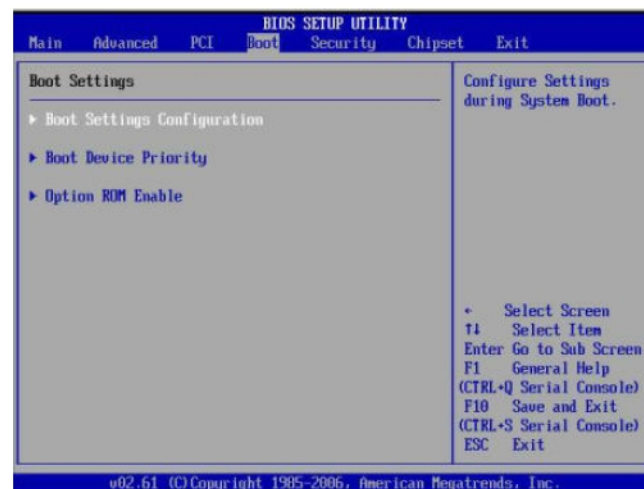 BIOS SETUP UTILITY
Main Advanced PCI Boot Security Chipset Exit
Boot Settings
▶ Boot Settings Configuration
▶ Boot Device Priority
▶ Option ROM Enable
Configure Settings
during System Boot.
← Select Screen
↑↓ Select Item
Enter Go to Sub Screen
F1 General Help
(CTRL+Q Serial Console)
F10 Save and Exit
(CTRL+S Serial Console)
ESC Exit
v02.61 (C)Copyright 1985-2006, American Megatrends, Inc.